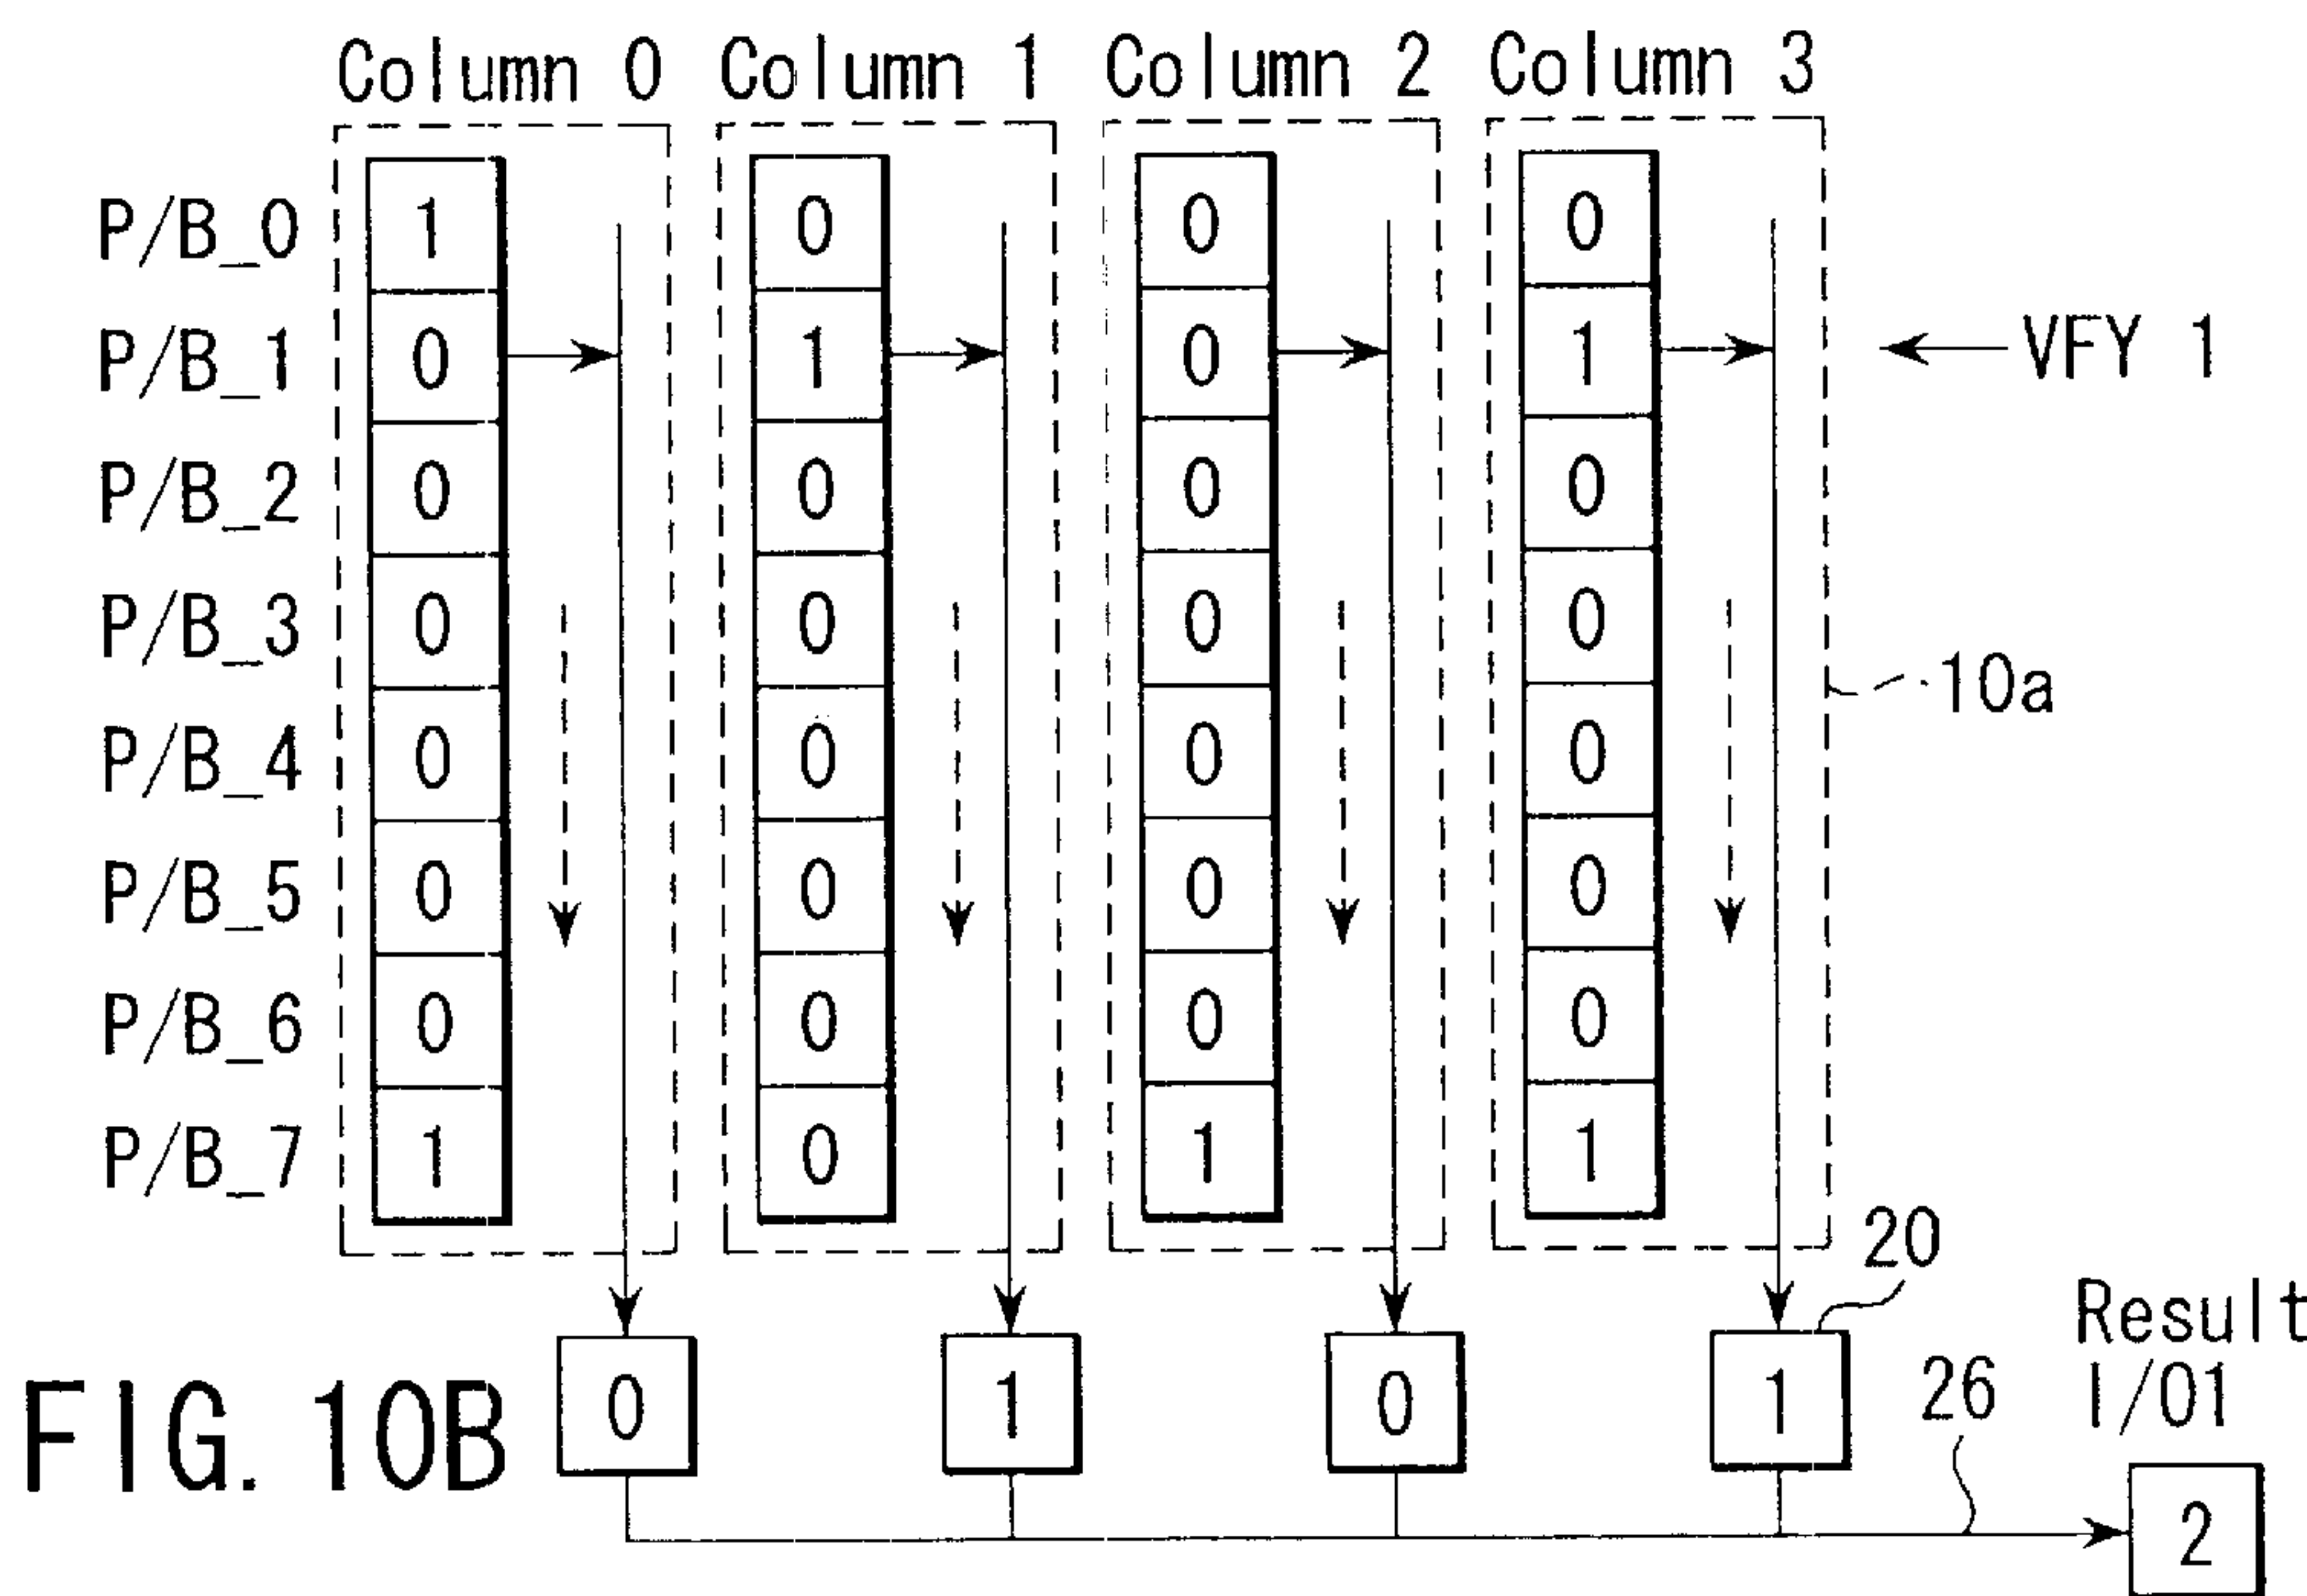 Column 0 Column 1 Column 2 Column 3
P/B_0 1 0 0 0
P/B_1 0 1 0 1 VFY 1
P/B_2 0 0 0 0
P/B_3 0 0 0 0
10a
P/B_4 0 0 0 0
P/B_5 0 0 0 0
P/B_6 0 0 0 0
P/B_7 1 0 1 1
20
Result
I/O1
26
0 1 0 1
FIG. 10B
2